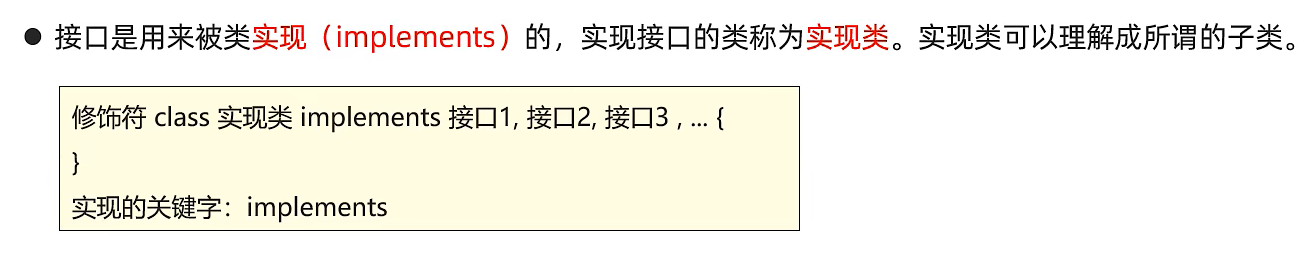 ● 接口是用来被类实现（implements）的，实现接口的类称为实现类。实现类可以理解成所谓的子类。
修饰符 class 实现类 implements 接口1, 接口2, 接口3 , ... {
}
实现的关键字：implements